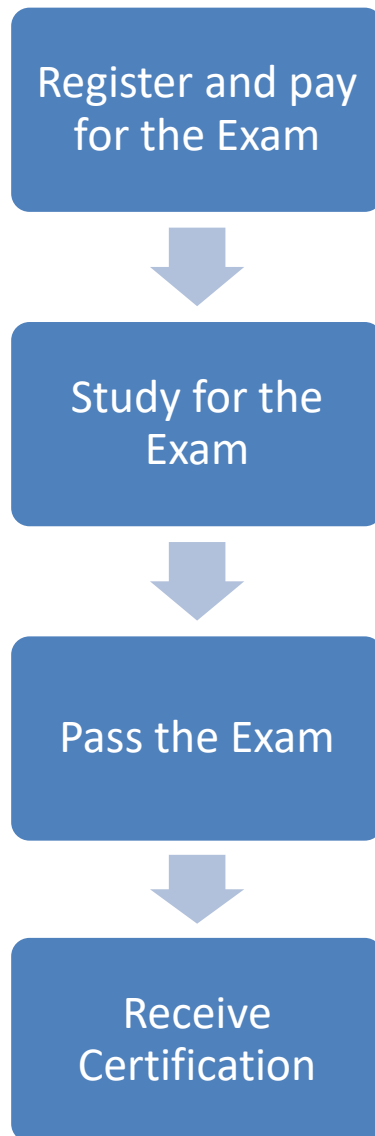 Register and pay
for the Exam
Study for the
Exam
Pass the Exam
Receive
Certification